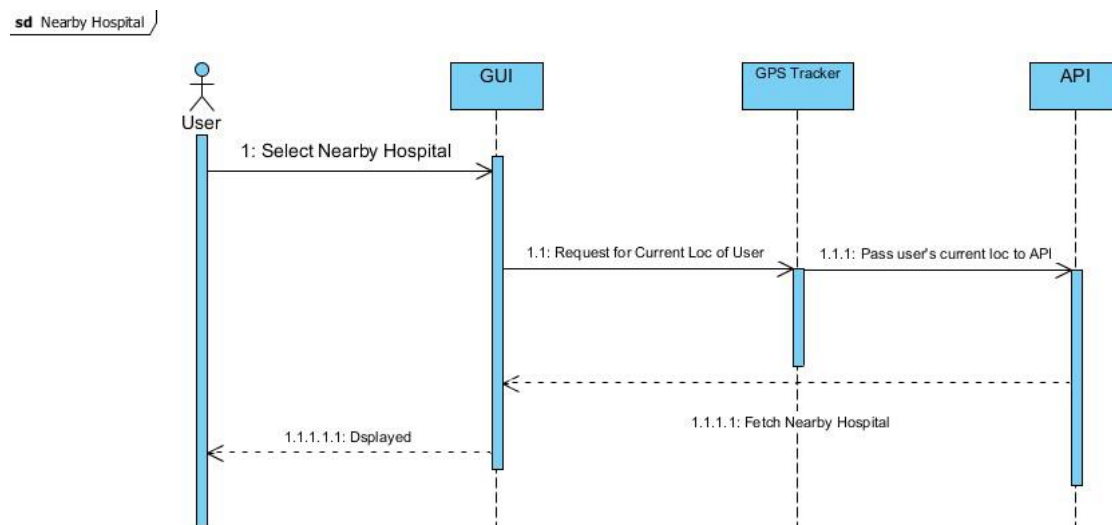 sd Nearby Hospital
GUI
GPS Tracker
API
User
1: Select Nearby Hospital
1.1: Request for Current Loc of User
1.1.1: Pass user's current loc to API
1.1.1.1: Fetch Nearby Hospital
1.1.1.1.1: Dsplayed